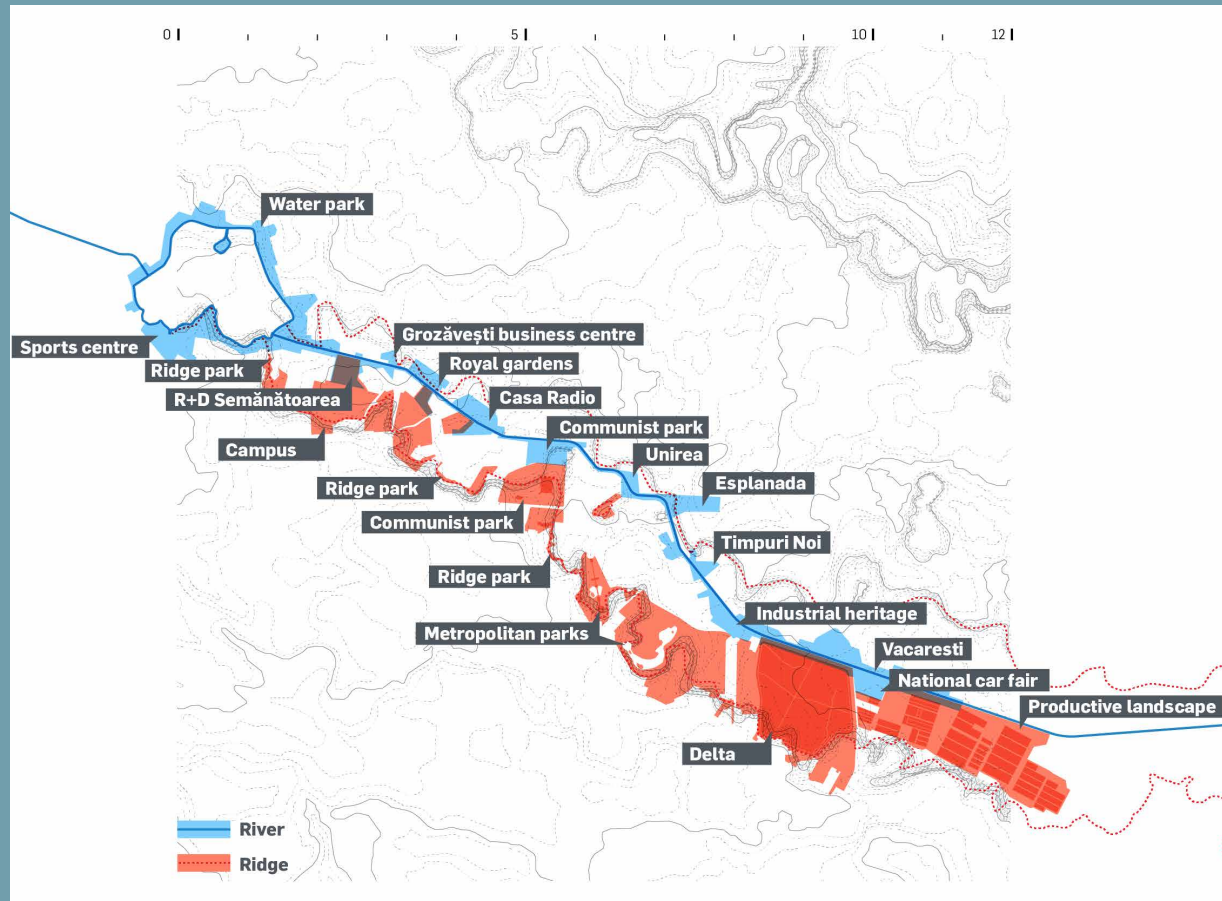 0 5 10 12
Water park
Sports centre
Grozăvești business centre
Ridge park
Royal gardens
R+D Semănătoarea
Casa Radio
Communist park
Campus
Unirea
Ridge park
Esplanada
Communist park
Timpuri Noi
Ridge park
Industrial heritage
Metropolitan parks
Vacaresti
National car fair
Productive landscape
Delta
River
Ridge